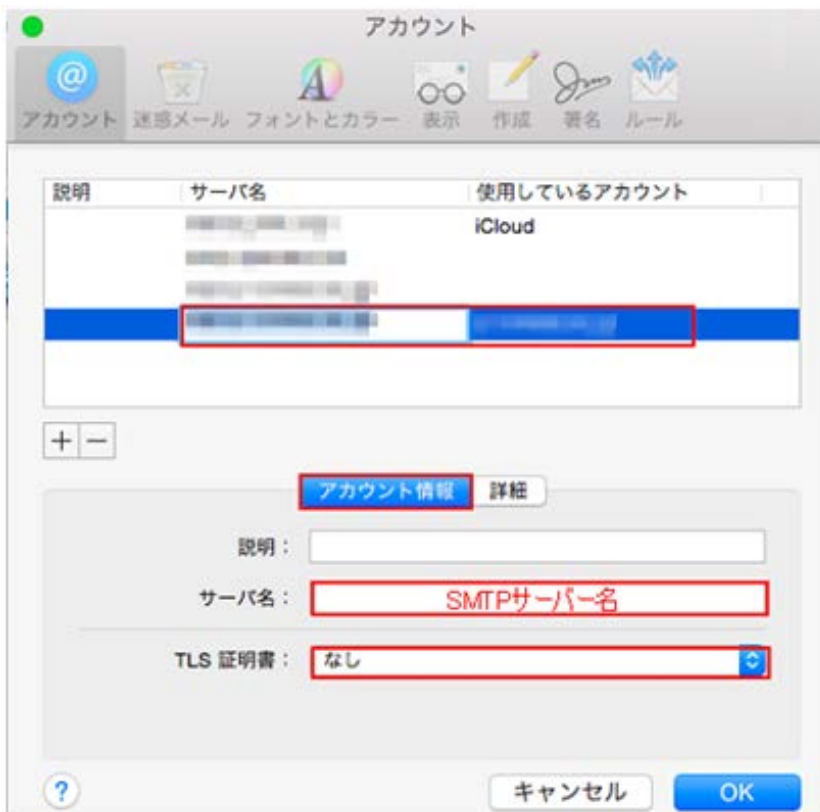 アカウント
@
アカウント 迷惑メール フォントとカラー 表示 作成 署名 ルール
説明 サーバ名 使用しているアカウント
iCloud
+ −
アカウント情報 詳細
説明：
サーバ名： SMTPサーバー名
TLS 証明書： なし
? キャンセル OK